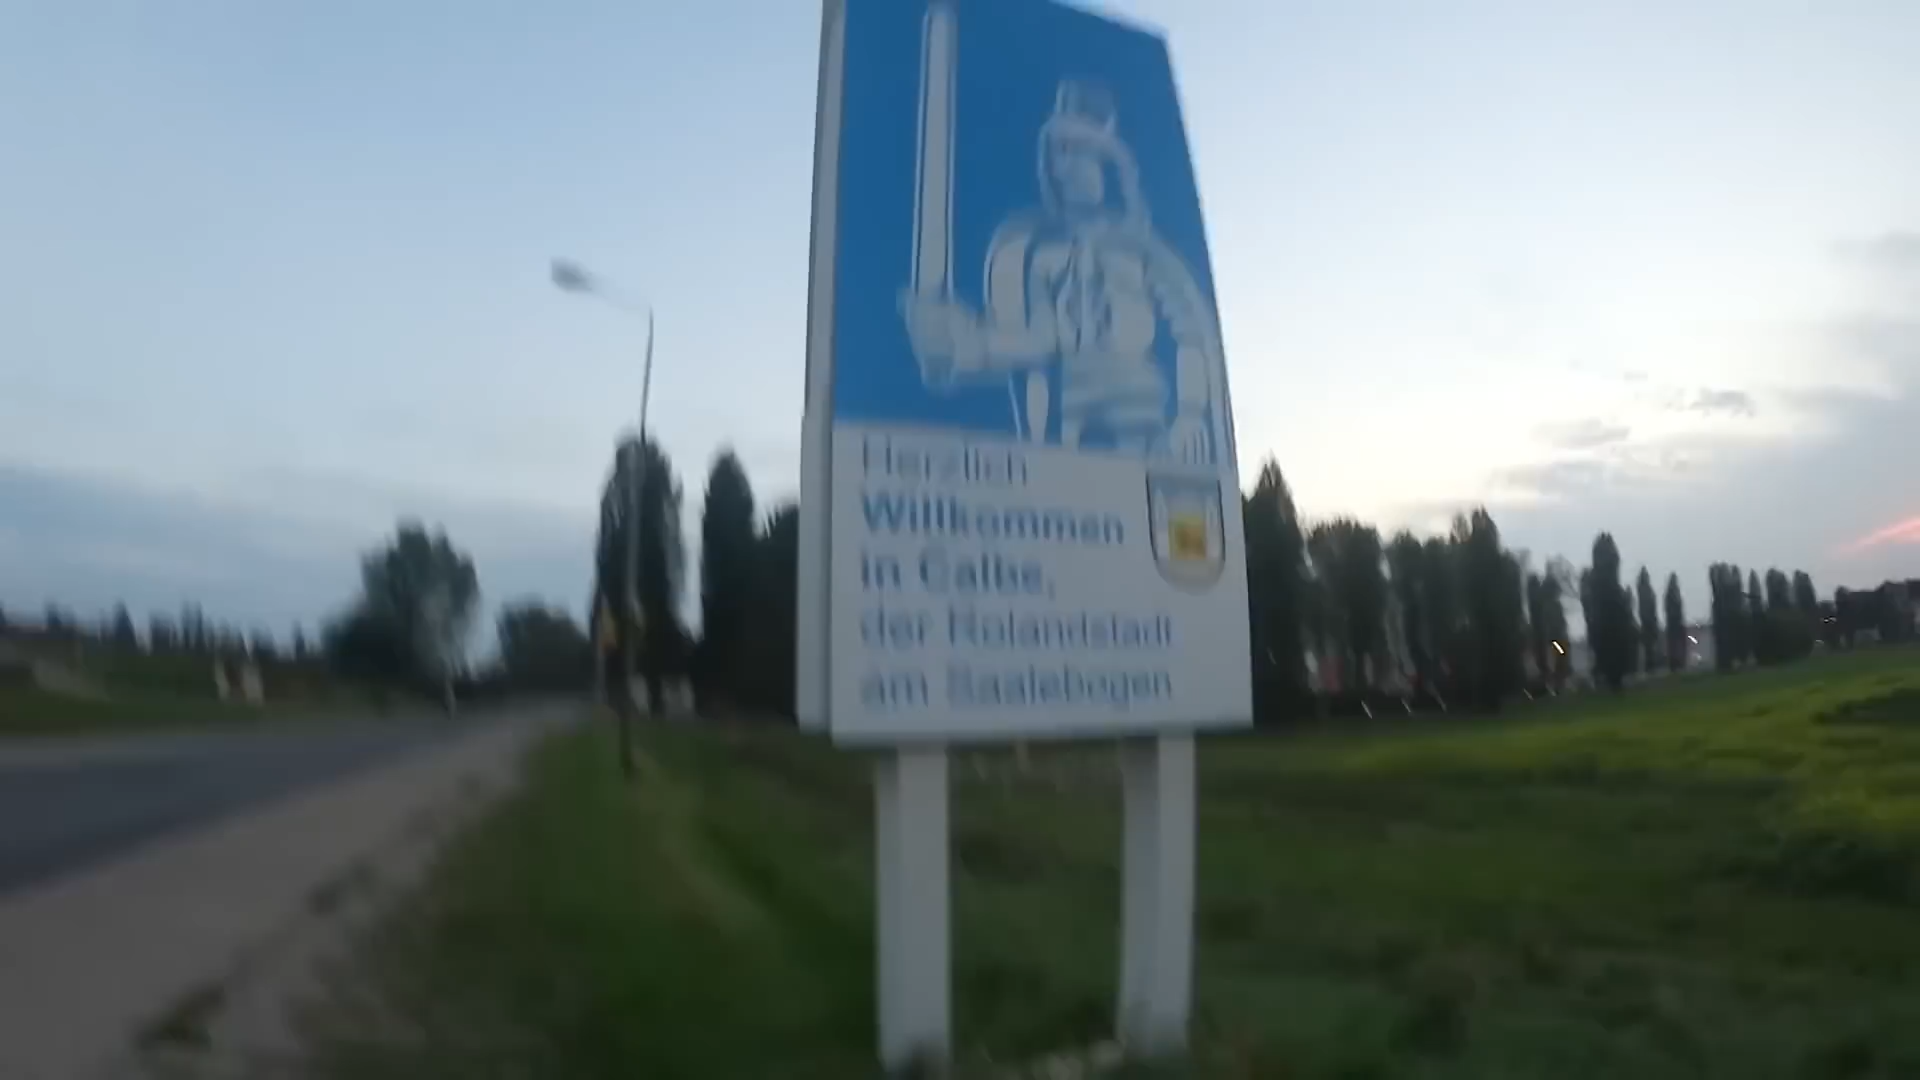 Herzlich
Willkommen
in Calbe,
der Rolandstadt
am Saalebogen